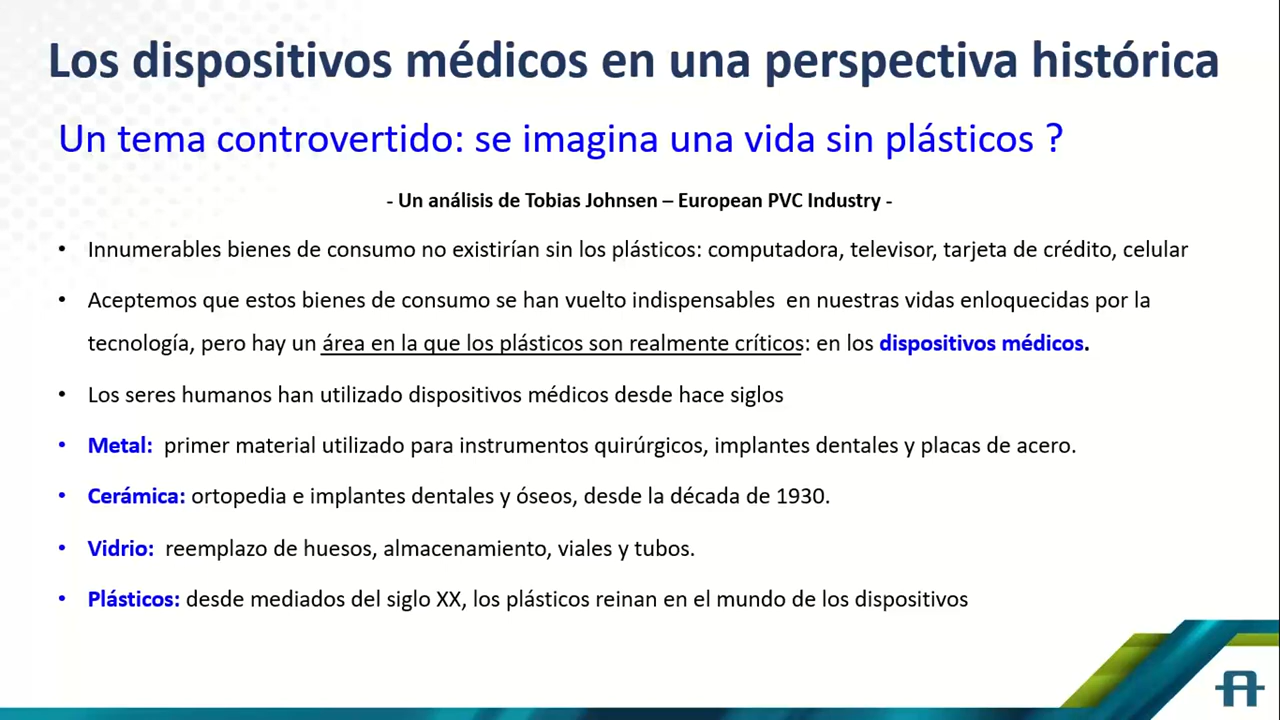 Los dispositivos médicos en una perspectiva histórica
Un tema controvertido: se imagina una vida sin plásticos ?
- Un análisis de Tobias Johnsen – European PVC Industry -
• Innumerables bienes de consumo no existirían sin los plásticos: computadora, televisor, tarjeta de crédito, celular
• Aceptemos que estos bienes de consumo se han vuelto indispensables en nuestras vidas enloquecidas por la
tecnología, pero hay un área en la que los plásticos son realmente críticos: en los dispositivos médicos.
• Los seres humanos han utilizado dispositivos médicos desde hace siglos
• Metal: primer material utilizado para instrumentos quirúrgicos, implantes dentales y placas de acero.
• Cerámica: ortopedia e implantes dentales y óseos, desde la década de 1930.
• Vidrio: reemplazo de huesos, almacenamiento, viales y tubos.
• Plásticos: desde mediados del siglo XX, los plásticos reinan en el mundo de los dispositivos